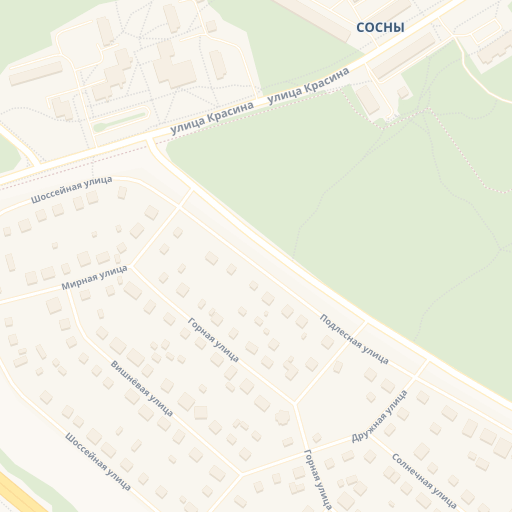 СОСНЫ
улица Красина
улица Красина
Шоссейная улица
Мирная улица
Горная улица
Подлесная улица
Вишнёвая улица
Дружная улица
Шоссейная улица
Горная улица
Солнечная улица